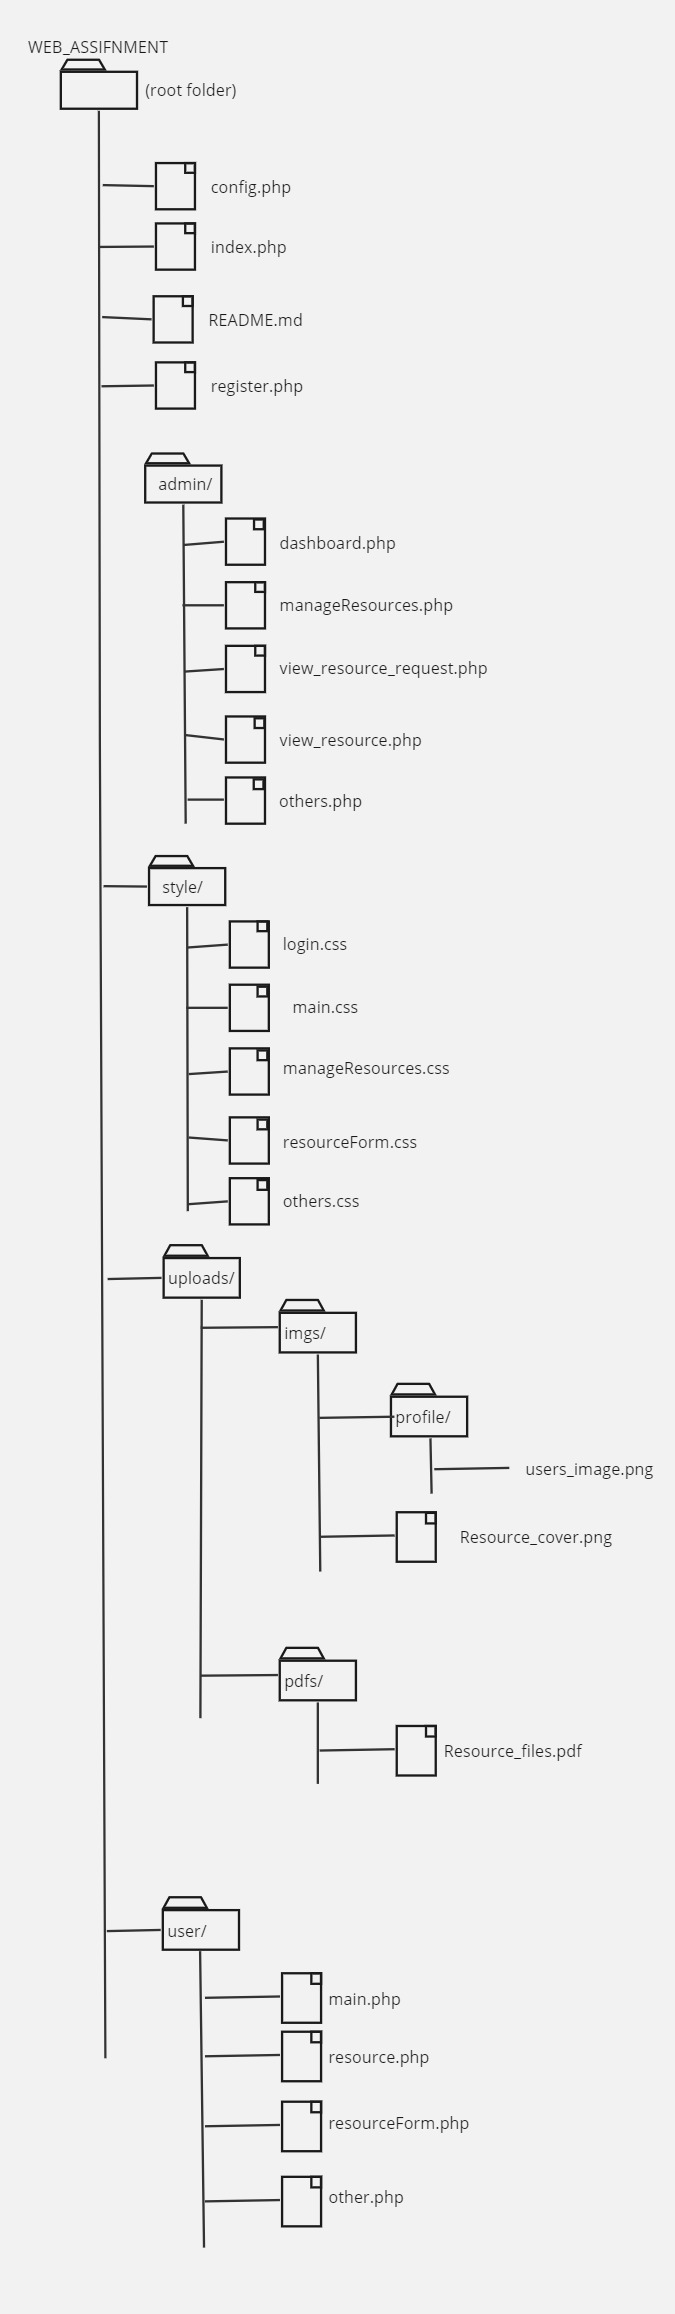 WEB_ASSIFNMENT
(root folder)
config.php
index.php
README.md
register.php
admin/
dashboard.php
manageResources.php
view_resource_request.php
view_resource.php
others.php
style/
login.css
main.css
manageResources.css
resourceForm.css
others.css
uploads/
imgs/
profile/
users_image.png
Resource_cover.png
pdfs/
Resource_files.pdf
user/
main.php
resource.php
resourceForm.php
other.php